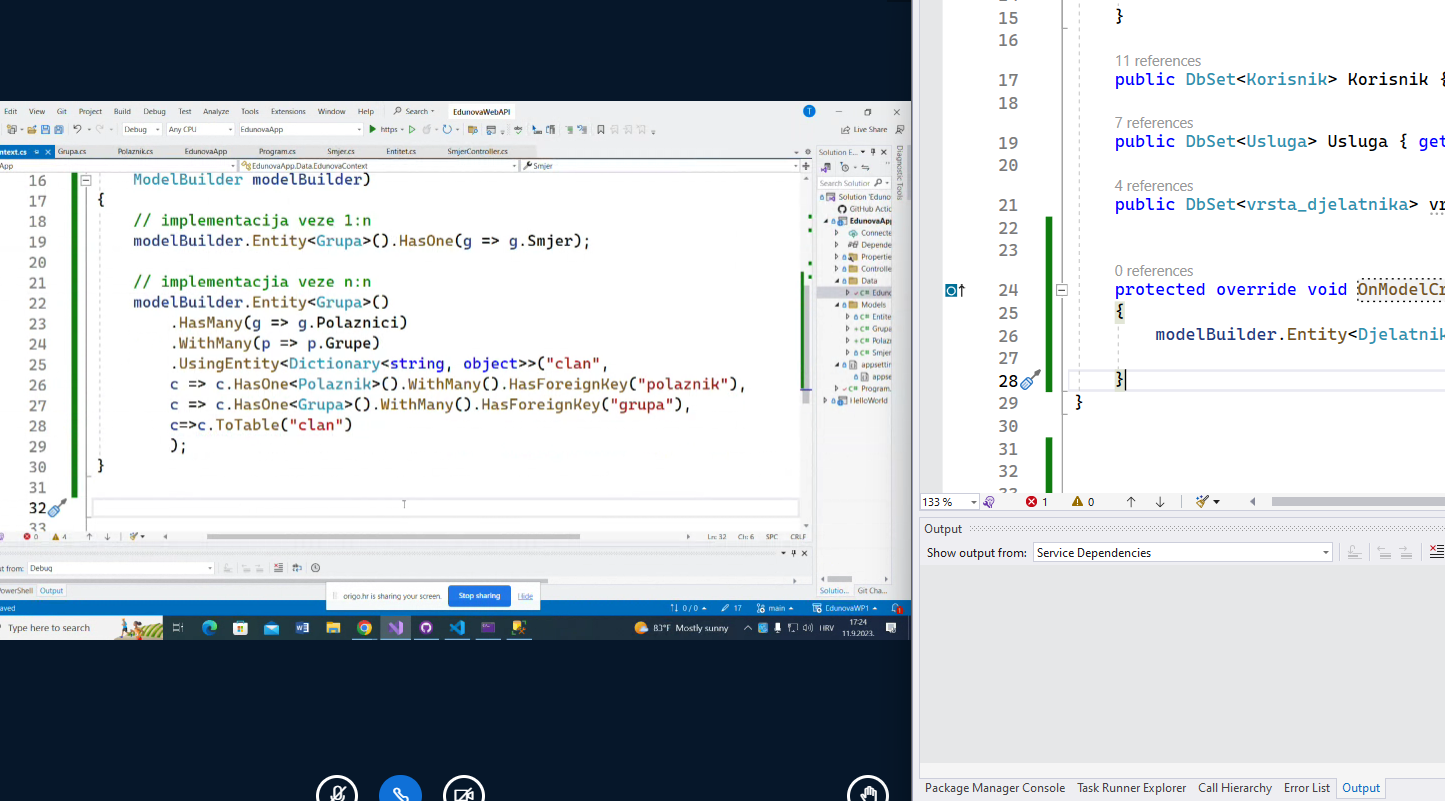 Edit View Git Project Build Debug Test Analyze Tools Extensions Window Help Search EdunovaWebAPI
Debug Any CPU EdunovaApp https Live Share
ntext.cs Grupa.cs Polaznik.cs EdunovaApp Program.cs Smjer.cs Entitet.cs SmjerController.cs
App EdunovaApp.Data.EdunovaContext Smjer
16 ModelBuilder modelBuilder)
17 {
18 // implementacija veze 1:n
19 modelBuilder.Entity<Grupa>().HasOne(g => g.Smjer);
20
21 // implementacija veze n:n
22 modelBuilder.Entity<Grupa>()
23 .HasMany(g => g.Polaznici)
24 .WithMany(p => p.Grupe)
25 .UsingEntity<Dictionary<string, object>>("clan",
26 c => c.HasOne<Polaznik>().WithMany().HasForeignKey("polaznik"),
27 c => c.HasOne<Grupa>().WithMany().HasForeignKey("grupa"),
28 c=>c.ToTable("clan")
29 );
30 }
31
32
33
0 4 Ln: 32 Ch: 6 SPC CRLF
t from: Debug
PowerShell Output
aved 0 / 0 17 main EdunovaWP1 1
Solution E...
Search Solution
Solution 'Eduno
GitHub Actic
EdunovaAp
Connecte
Depende
Propertie
Controlle
Data
Eduno
Models
Entite
Grupa
Polaz
Smjer
appsettir
appse
Program.
HelloWorld
Solutio... Git Cha...
Diagnostic Tools
origo.hr is sharing your screen. Stop sharing Hide
Type here to search
83°F Mostly sunny HRV 17:24
11.9.2023.
15 }
16
11 references
17 public DbSet<Korisnik> Korisnik {
18
7 references
19 public DbSet<Usluga> Usluga { get
20
4 references
21 public DbSet<vrsta_djelatnika> vr
22
23
0 references
24 protected override void OnModelCr
25 {
26 modelBuilder.Entity<Djelatnik
27
28 }
29 }
30
31
32
133 % 1 0
Output
Show output from: Service Dependencies
Package Manager Console Task Runner Explorer Call Hierarchy Error List Output